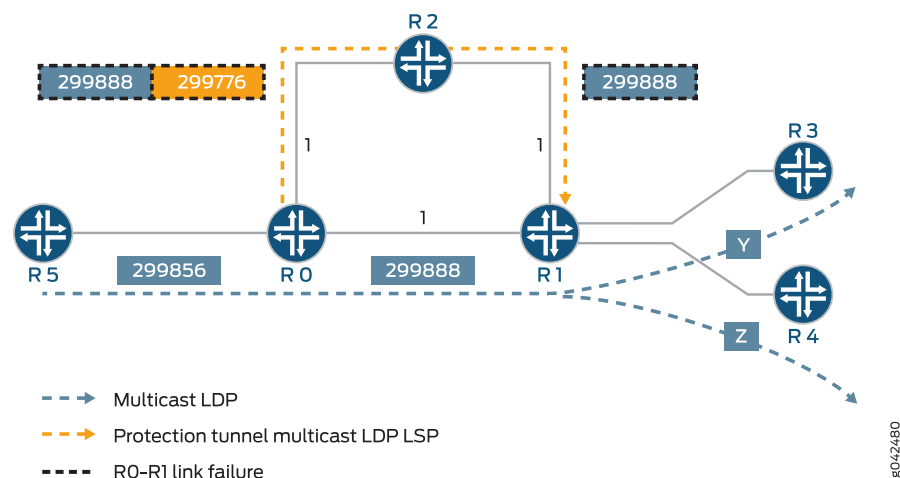 R 2
299888 299776
299888
R 3
1
1
1
Y
R 5
299856
R 0
299888
R 1
Z
R 4
Multicast LDP
Protection tunnel multicast LDP LSP
R0-R1 link failure
g042480